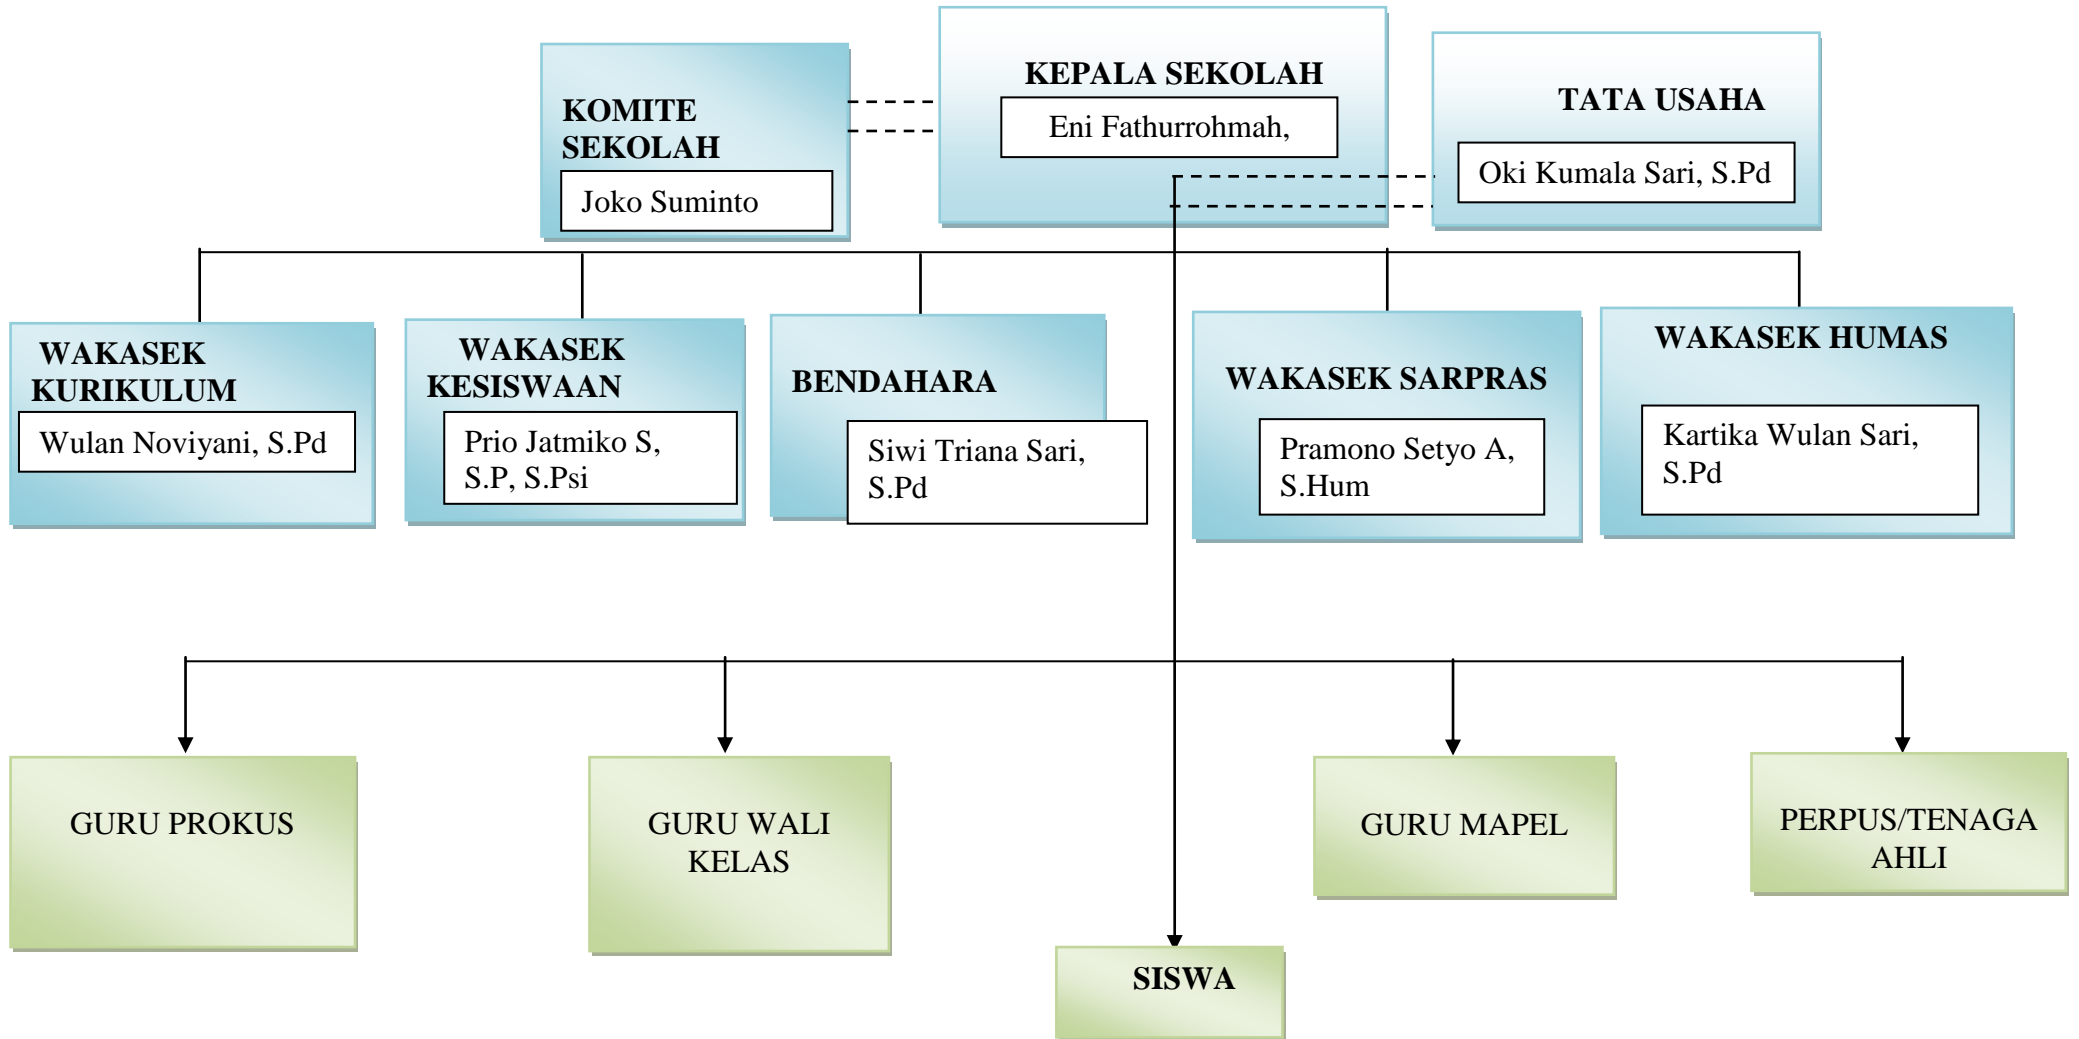 KOMITE
SEKOLAH
Joko Suminto
KEPALA SEKOLAH
Eni Fathurrohmah,
TATA USAHA
Oki Kumala Sari, S.Pd
WAKASEK
KURIKULUM
Wulan Noviyani, S.Pd
WAKASEK
KESISWAAN
Prio Jatmiko S,
S.P, S.Psi
BENDAHARA
Siwi Triana Sari,
S.Pd
WAKASEK SARPRAS
Pramono Setyo A,
S.Hum
WAKASEK HUMAS
Kartika Wulan Sari,
S.Pd
GURU PROKUS
GURU WALI
KELAS
GURU MAPEL
PERPUS/TENAGA
AHLI
SISWA